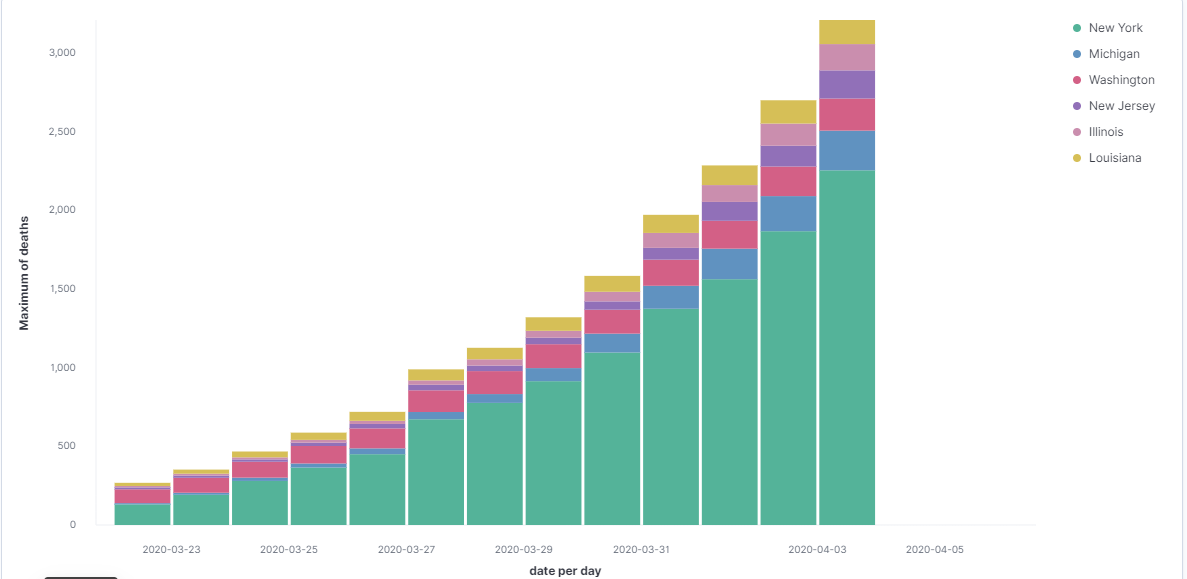 3,000
2,500
2,000
1,500
1,000
500
0
Maximum of deaths
2020-03-23
2020-03-25
2020-03-27
2020-03-29
2020-03-31
2020-04-03
2020-04-05
date per day
New York
Michigan
Washington
New Jersey
Illinois
Louisiana